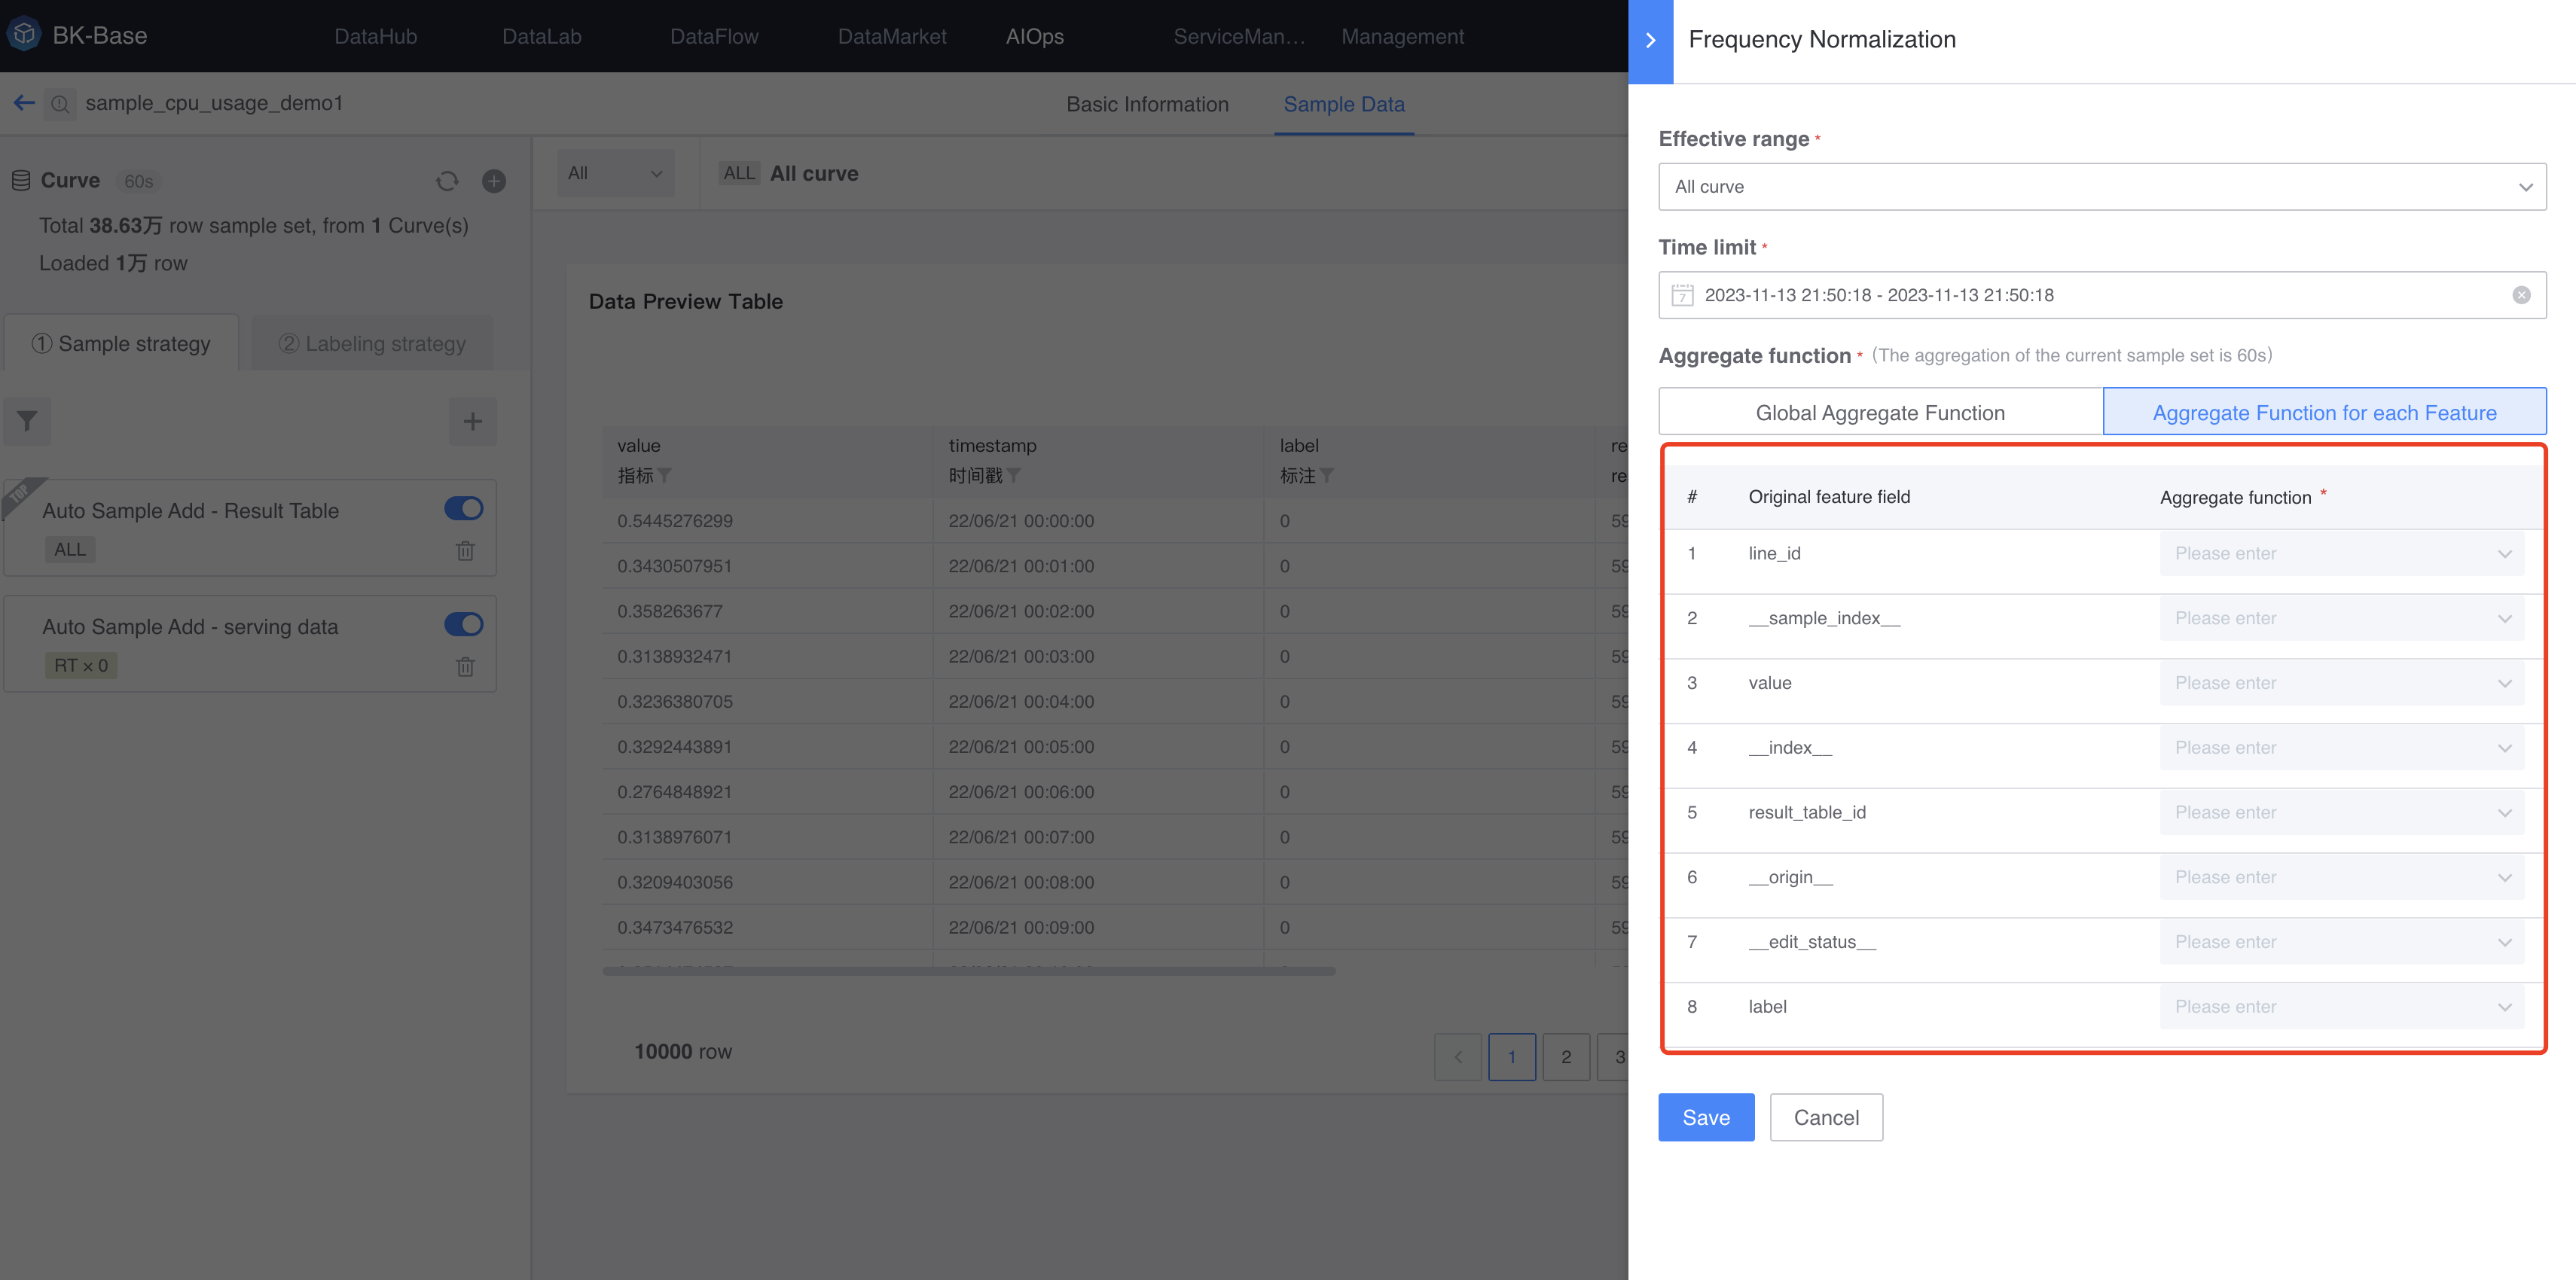 BK-Base
DataHub DataLab DataFlow DataMarket AIOps ServiceMan... Management
sample_cpu_usage_demo1
Basic Information Sample Data
Curve 60s
Total 38.63万 row sample set, from 1 Curve(s)
Loaded 1万 row
① Sample strategy ② Labeling strategy
TOP
Auto Sample Add - Result Table
ALL
Auto Sample Add - serving data
RT × 0
All
ALL All curve
Data Preview Table
value timestamp label re
指标 时间戳 标注 re
0.5445276299 22/06/21 00:00:00 0 59
0.3430507951 22/06/21 00:01:00 0 59
0.358263677 22/06/21 00:02:00 0 59
0.3138932471 22/06/21 00:03:00 0 59
0.3236380705 22/06/21 00:04:00 0 59
0.3292443891 22/06/21 00:05:00 0 59
0.2764848921 22/06/21 00:06:00 0 59
0.3138976071 22/06/21 00:07:00 0 59
0.3209403056 22/06/21 00:08:00 0 59
0.3473476532 22/06/21 00:09:00 0 59
10000 row
1 2 3
Frequency Normalization
Effective range *
All curve
Time limit *
7 2023-11-13 21:50:18 - 2023-11-13 21:50:18
Aggregate function * (The aggregation of the current sample set is 60s)
Global Aggregate Function Aggregate Function for each Feature
# Original feature field Aggregate function *
1 line_id Please enter
2 __sample_index__ Please enter
3 value Please enter
4 __index__ Please enter
5 result_table_id Please enter
6 __origin__ Please enter
7 __edit_status__ Please enter
8 label Please enter
Save Cancel